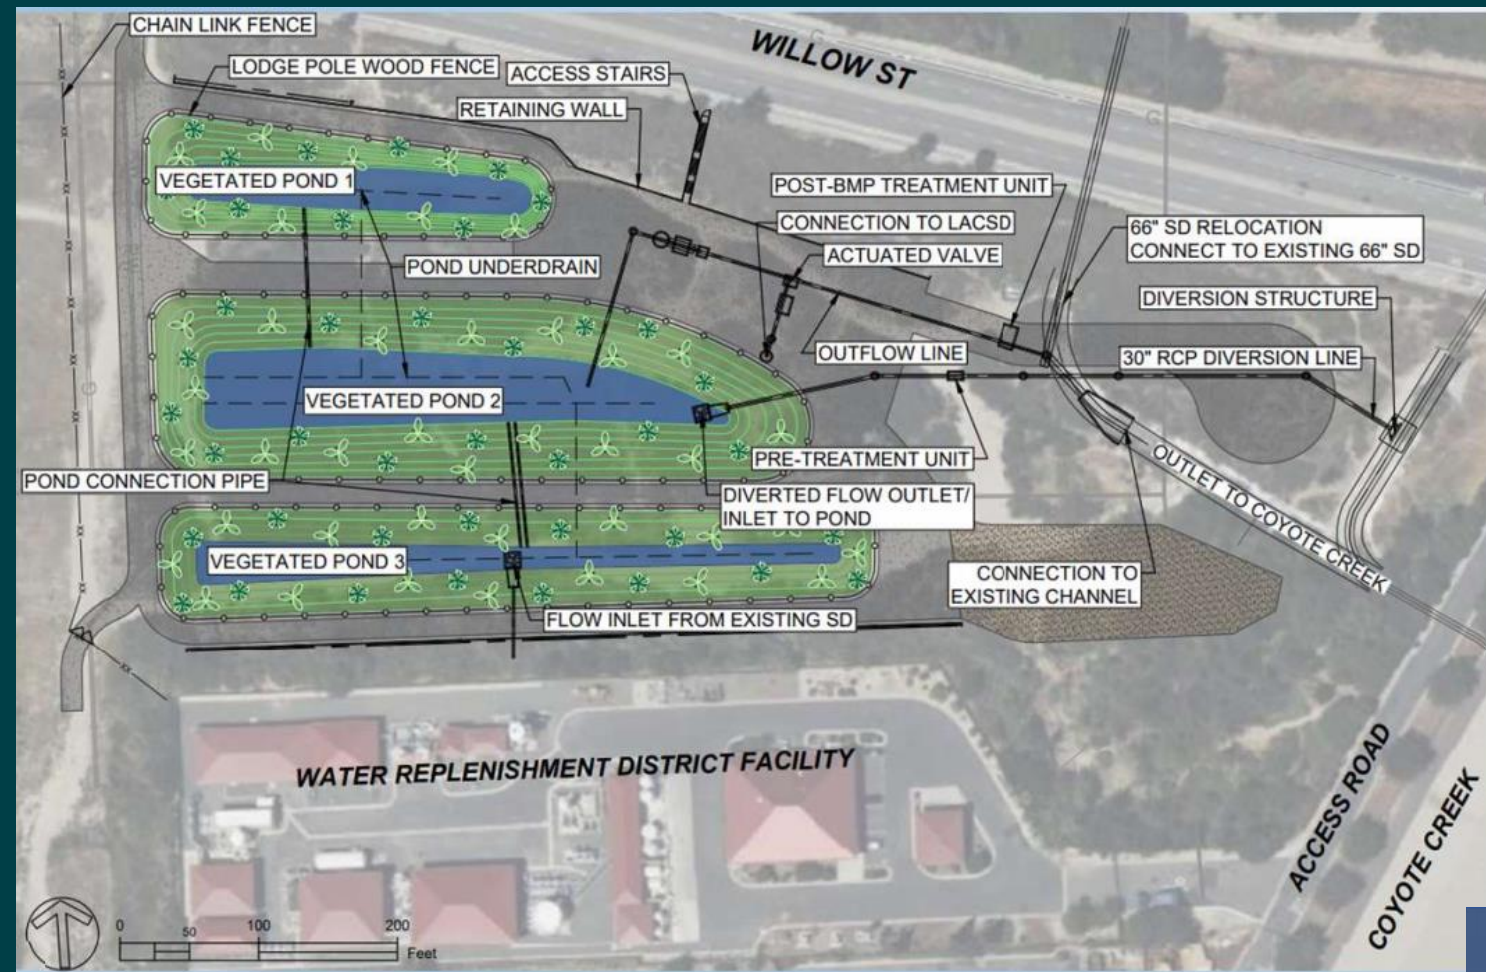 CHAIN LINK FENCE
WILLOW ST
LODGE POLE WOOD FENCE
ACCESS STAIRS
RETAINING WALL
VEGETATED POND 1
POST-BMP TREATMENT UNIT
CONNECTION TO LACSD
66" SD RELOCATION
CONNECT TO EXISTING 66" SD
ACTUATED VALVE
POND UNDERDRAIN
DIVERSION STRUCTURE
OUTFLOW LINE
30" RCP DIVERSION LINE
VEGETATED POND 2
PRE-TREATMENT UNIT
POND CONNECTION PIPE
DIVERTED FLOW OUTLET/
INLET TO POND
OUTLET TO COYOTE CREEK
VEGETATED POND 3
CONNECTION TO
EXISTING CHANNEL
FLOW INLET FROM EXISTING SD
WATER REPLENISHMENT DISTRICT FACILITY
ACCESS ROAD
COYOTE CREEK
0 50 100 200
Feet